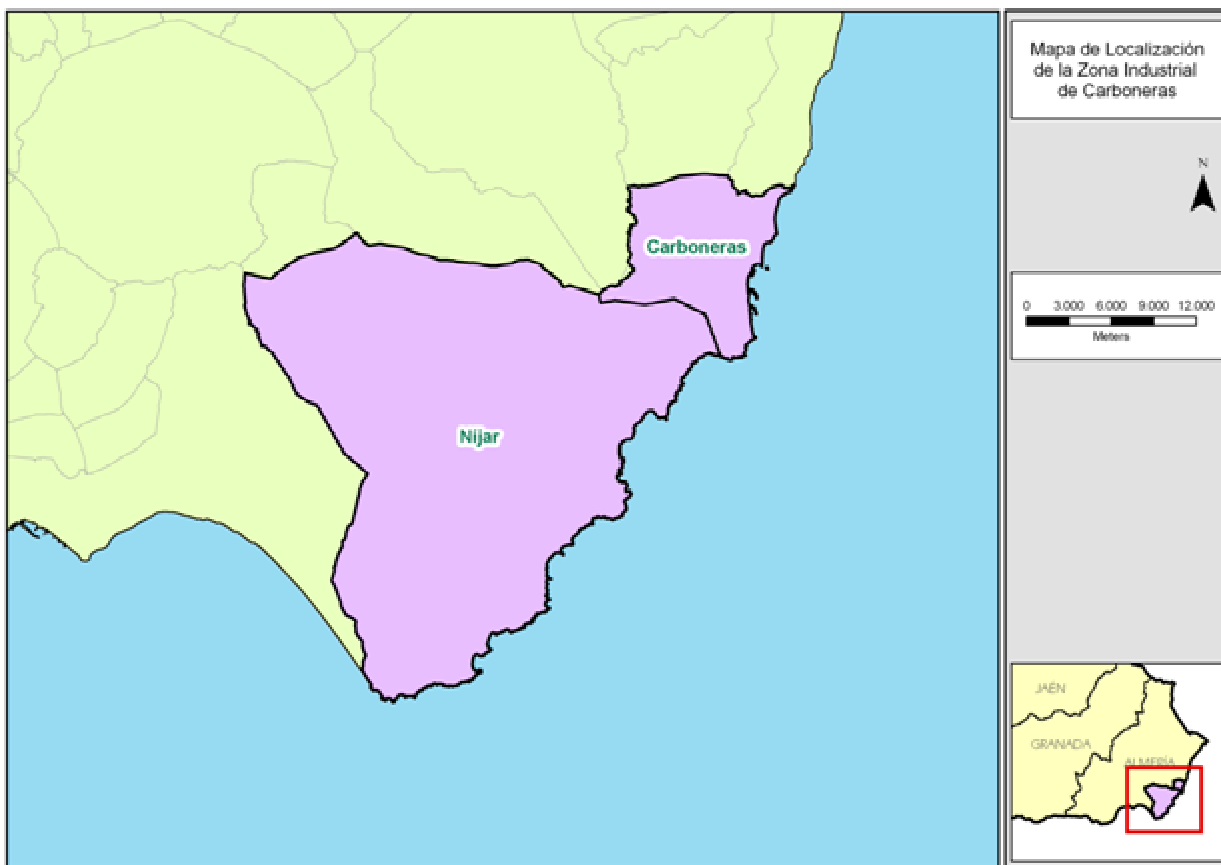 Mapa de Localización
de la Zona Industrial
de Carboneras
N
Carboneras
0 3.000 6.000 9.000 12.000
Meters
Nijar
JAÉN
GRANADA
ALMERÍA